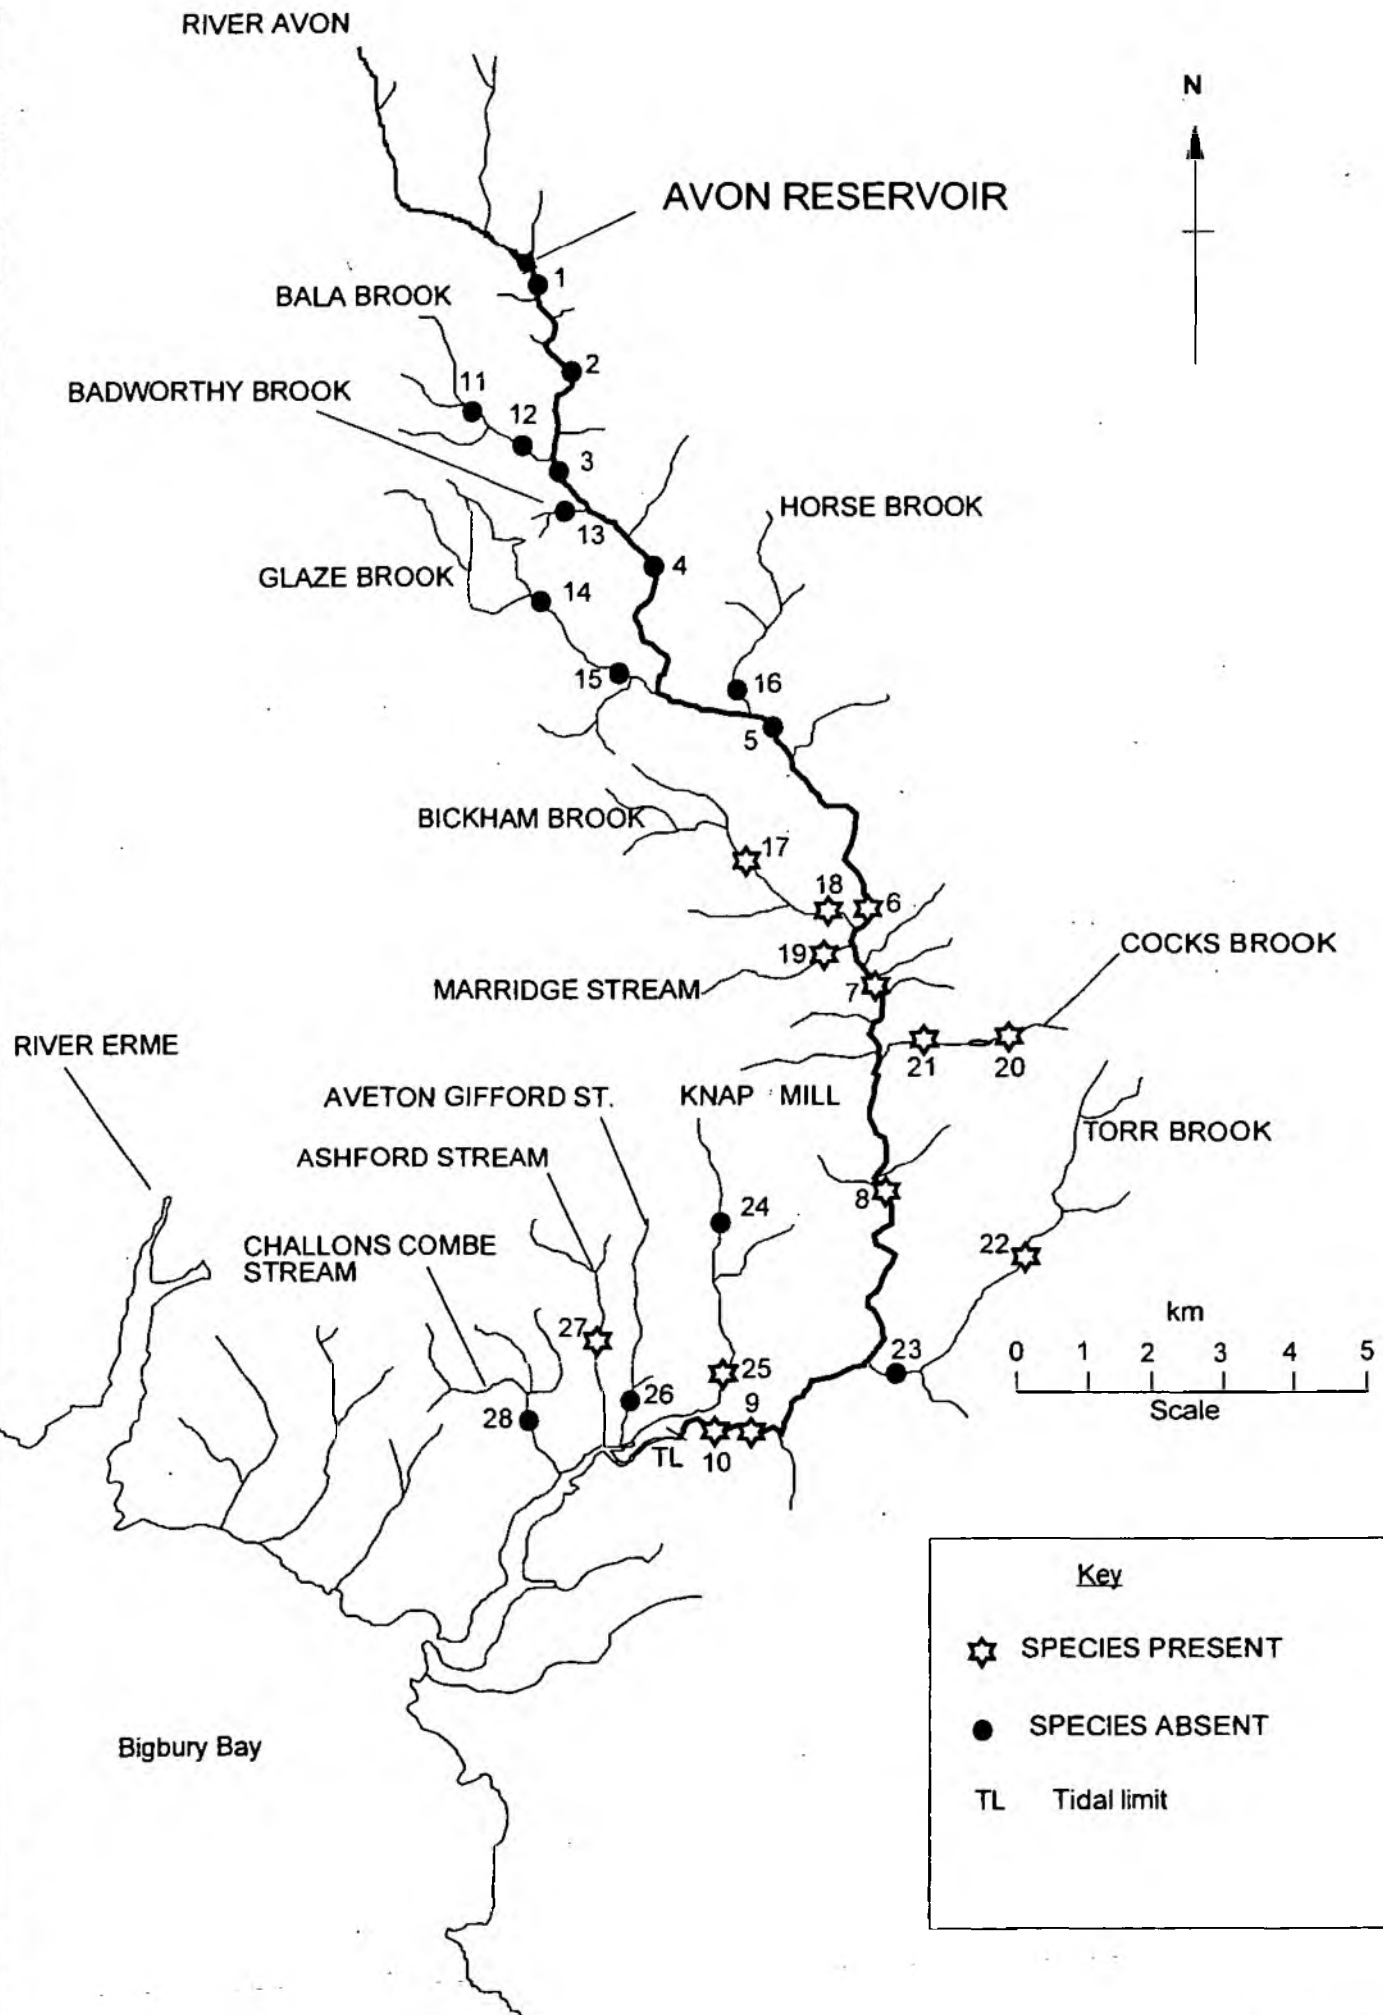 RIVER AVON
N
AVON RESERVOIR
1
BALA BROOK
2
BADWORTHY BROOK
11
12
3
HORSE BROOK
13
4
GLAZE BROOK
14
15
16
5
BICKHAM BROOK
17
18
6
COCKS BROOK
19
MARRIDGE STREAM
7
RIVER ERME
21
20
AVETON GIFFORD ST.
KNAP MILL
TORR BROOK
ASHFORD STREAM
8
24
CHALLONS COMBE
STREAM
22
km
27
23
0 1 2 3 4 5
25
26
9
Scale
28
TL
10
Key
SPECIES PRESENT
SPECIES ABSENT
Bigbury Bay
TL Tidal limit